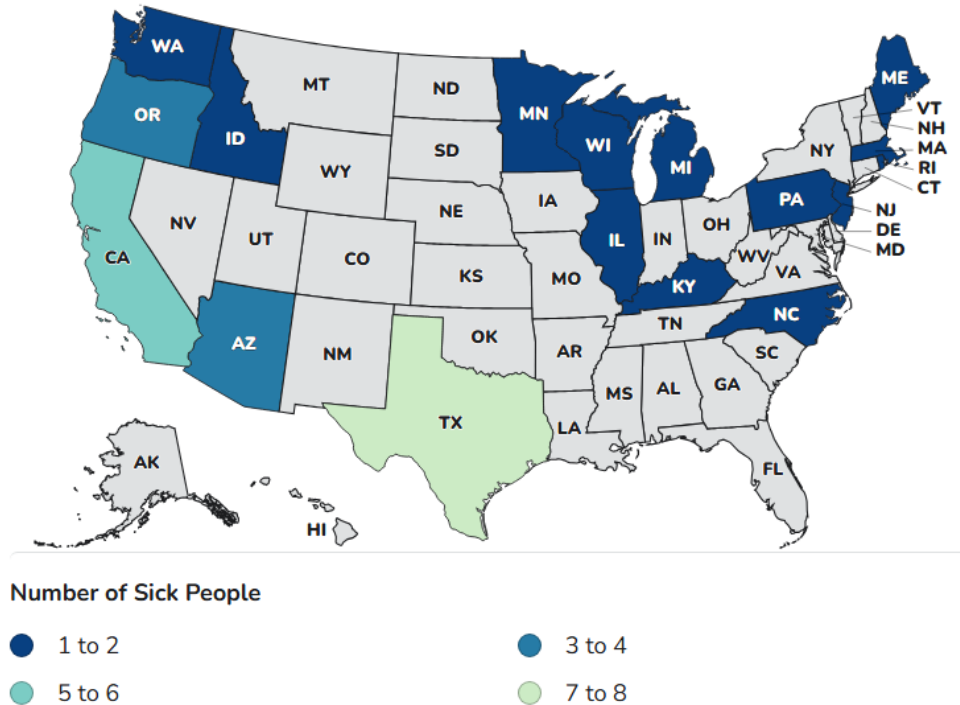 WA
ME
MT
ND
VT
OR
MN
NH
ID
WI
MA
SD
NY
WY
MI
RI
CT
PA
IA
NE
NJ
NV
OH
IL
IN
DE
UT
MD
CA
CO
WV
VA
KS
MO
KY
NC
TN
OK
AZ
NM
AR
SC
MS
AL
GA
TX
LA
AK
FL
HI
Number of Sick People
1 to 2
3 to 4
5 to 6
7 to 8